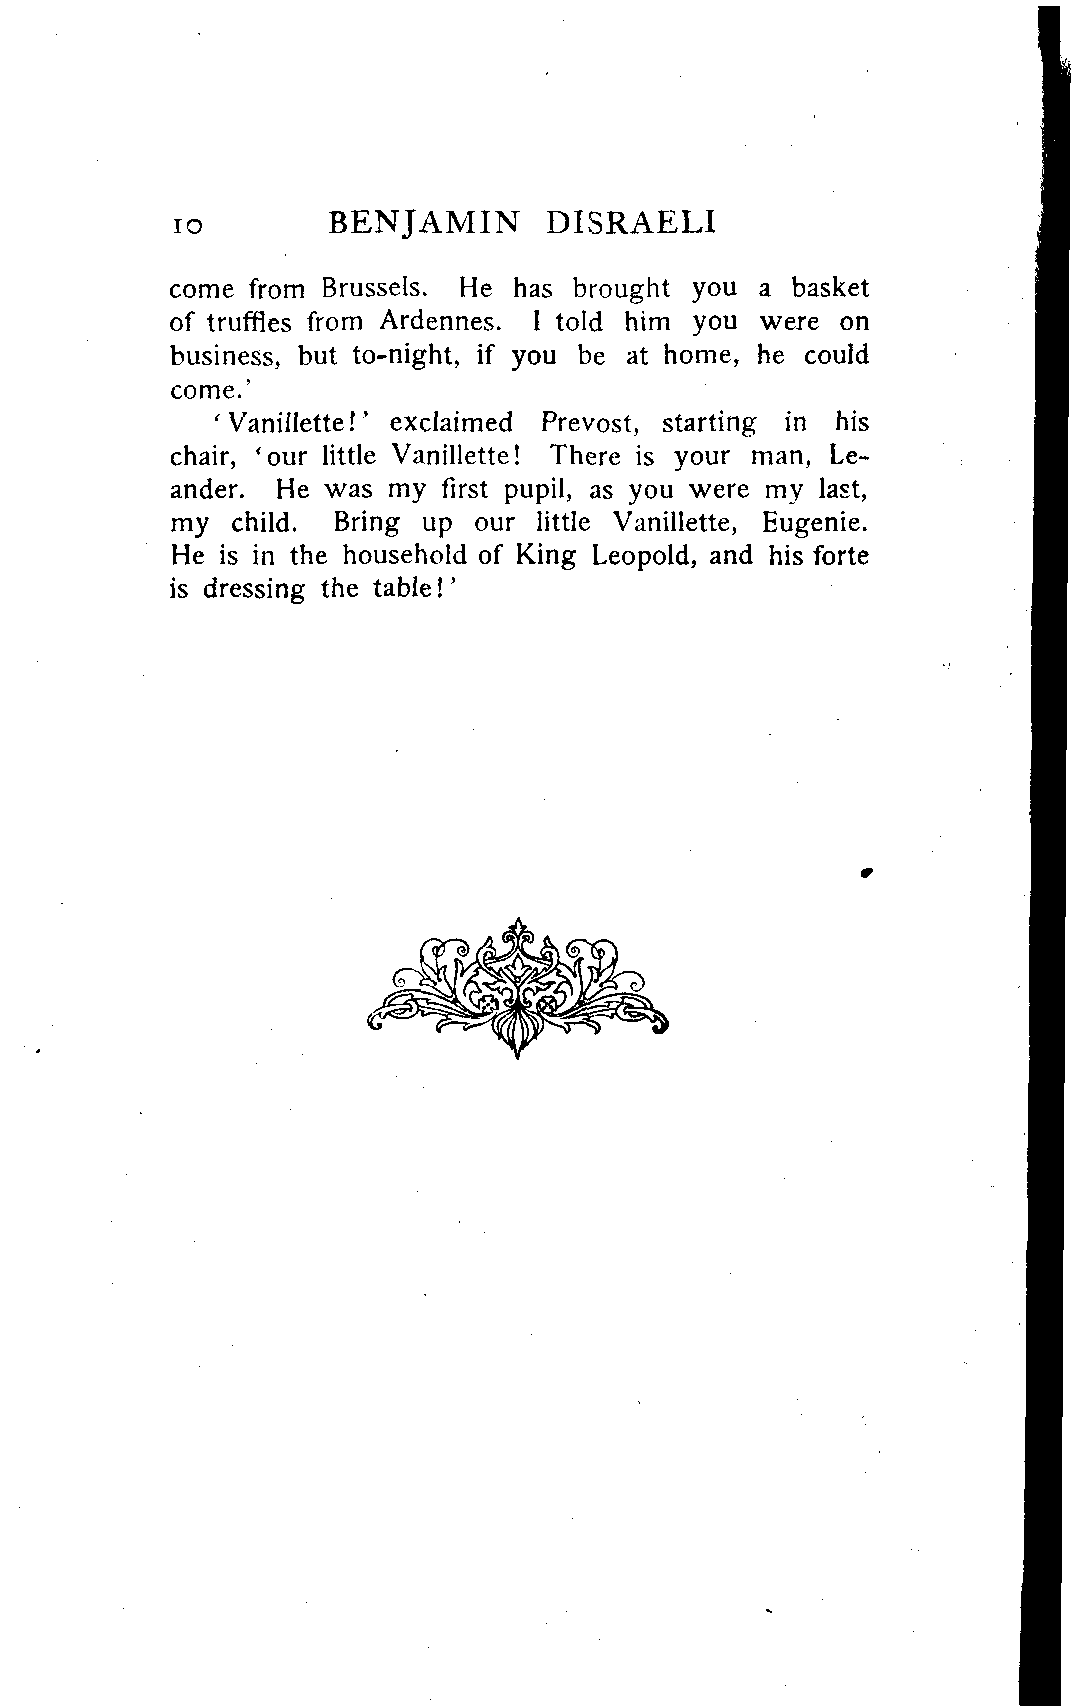 10 BENJAMIN DISRAELI
come from Brussels. He has brought you a basket
of truffles from Ardennes. I told him you were on
business, but to-night, if you be at home, he could
come.’
‘Vanillette!’ exclaimed Prevost, starting in his
chair, ‘our little Vanillette! There is your man, Le-
ander. He was my first pupil, as you were my last,
my child. Bring up our little Vanillette, Eugenie.
He is in the household of King Leopold, and his forte
is dressing the table!’